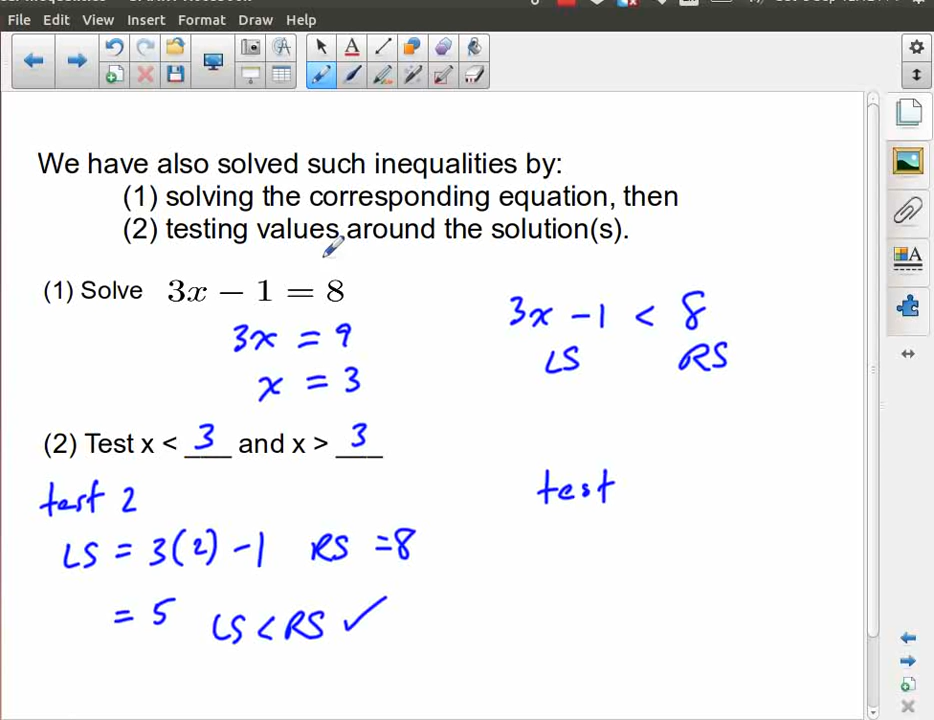 File Edit View Insert Format Draw Help
We have also solved such inequalities by:
(1) solving the corresponding equation, then
(2) testing values around the solution(s).
(1) Solve 3x − 1 = 8
3x = 9
x = 3
3x − 1 < 8
LS RS
(2) Test x < 3 and x > 3
test 2
LS = 3(2) − 1 RS = 8
= 5 LS < RS ✓
test